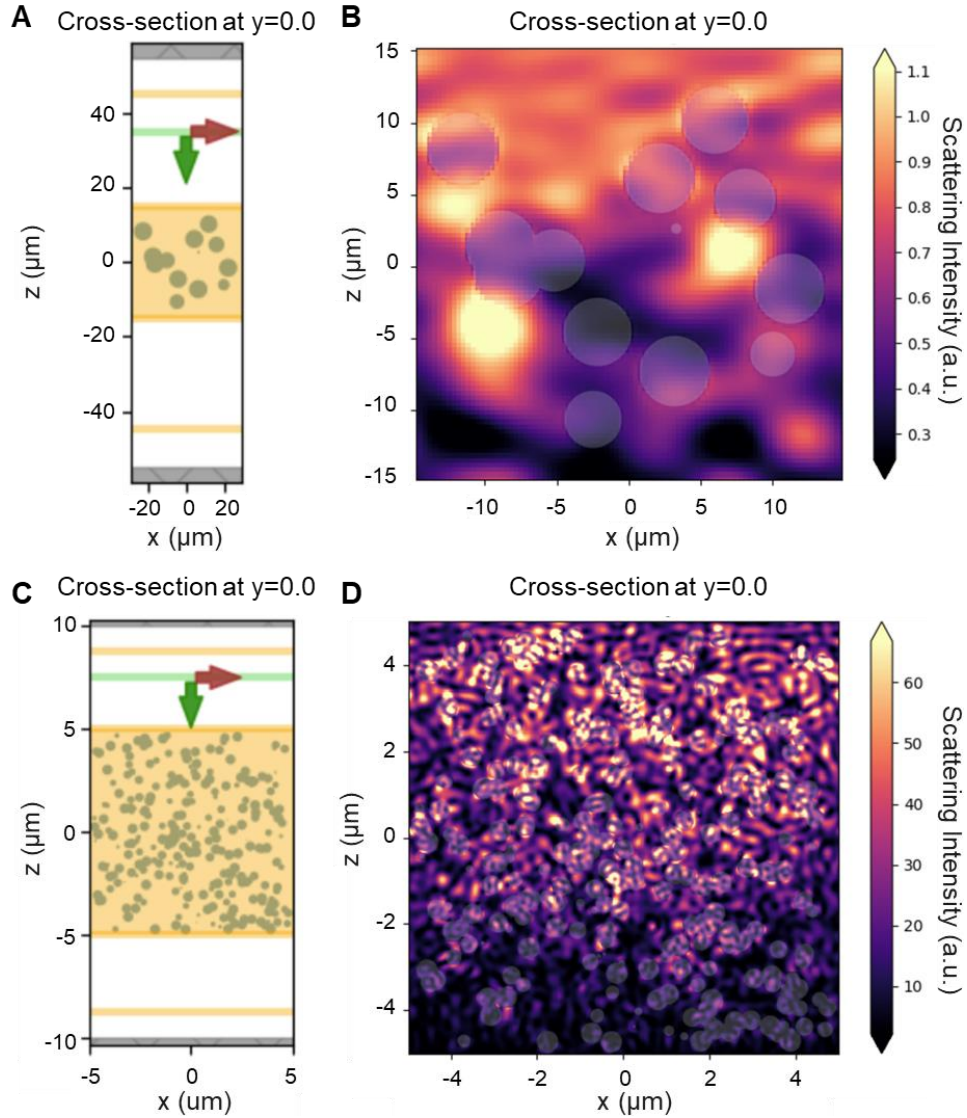 A
Cross-section at y=0.0
z (µm)
40
20
0
-20
-40
-20
0
20
x (µm)
B
Cross-section at y=0.0
z (µm)
15
10
5
0
-5
-10
-15
-10
-5
0
5
10
x (µm)
1.1
1.0
0.9
0.8
0.7
0.6
0.5
0.4
0.3
Scattering Intensity (a.u.)
C
Cross-section at y=0.0
z (µm)
10
5
0
-5
-10
-5
0
5
x (um)
D
Cross-section at y=0.0
z (µm)
4
2
0
-2
-4
-4
-2
0
2
4
x (µm)
60
50
40
30
20
10
Scattering Intensity (a.u.)